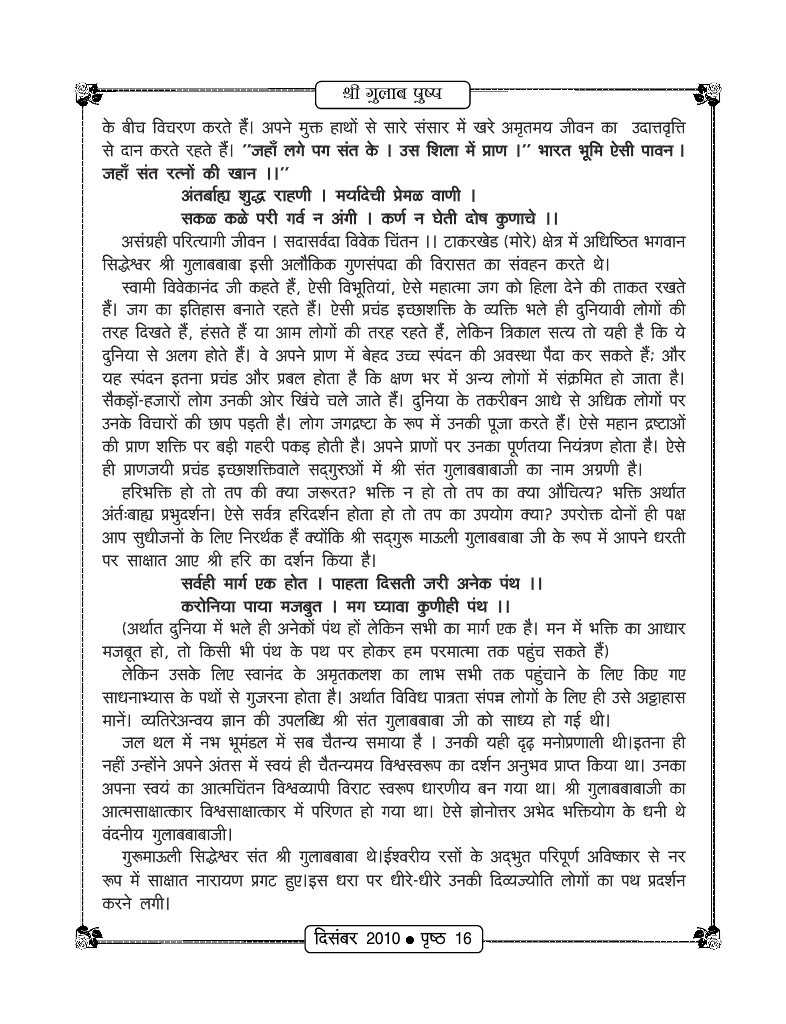 श्री गुलाब पुष्प
के बीच विचरण करते हैं। अपने मुक्त हाथों से सारे संसार में खरे अमृतमय जीवन का उदात्तवृत्ति
से दान करते रहते हैं। ''जहाँ लगे पग संत के । उस शिला में प्राण ।'' भारत भूमि ऐसी पावन ।
जहाँ संत रत्नों की खान ।।''
अंतर्बाह्य शुद्ध राहणी । मर्यादेची प्रेमळ वाणी ।
सकळ कळे परी गर्व न अंगी । कर्ण न घेती दोष कुणाचे ।।
असंग्रही परित्यागी जीवन । सदासर्वदा विवेक चिंतन ।। टाकरखेड (मोरे) क्षेत्र में अधिष्ठित भगवान
सिद्धेश्वर श्री गुलाबबाबा इसी अलौकिक गुणसंपदा की विरासत का संवहन करते थे।
स्वामी विवेकानंद जी कहते हैं, ऐसी विभूतियां, ऐसे महात्मा जग को हिला देने की ताकत रखते
हैं। जग का इतिहास बनाते रहते हैं। ऐसी प्रचंड इच्छाशक्ति के व्यक्ति भले ही दुनियावी लोगों की
तरह दिखते हैं, हंसते हैं या आम लोगों की तरह रहते हैं, लेकिन त्रिकाल सत्य तो यही है कि ये
दुनिया से अलग होते हैं। वे अपने प्राण में बेहद उच्च स्पंदन की अवस्था पैदा कर सकते हैं; और
यह स्पंदन इतना प्रचंड और प्रबल होता है कि क्षण भर में अन्य लोगों में संक्रमित हो जाता है।
सैकड़ों-हजारों लोग उनकी ओर खिंचे चले जाते हैं। दुनिया के तकरीबन आधे से अधिक लोगों पर
उनके विचारों की छाप पड़ती है। लोग जगद्रष्टा के रूप में उनकी पूजा करते हैं। ऐसे महान द्रष्टाओं
की प्राण शक्ति पर बड़ी गहरी पकड़ होती है। अपने प्राणों पर उनका पूर्णतया नियंत्रण होता है। ऐसे
ही प्राणजयी प्रचंड इच्छाशक्तिवाले सद्‌गुरुओं में श्री संत गुलाबबाबाजी का नाम अग्रणी है।
हरिभक्ति हो तो तप की क्या जरूरत? भक्ति न हो तो तप का क्या औचित्य? भक्ति अर्थात
अंर्तःबाह्य प्रभुदर्शन। ऐसे सर्वत्र हरिदर्शन होता हो तो तप का उपयोग क्या? उपरोक्त दोनों ही पक्ष
आप सुधीजनों के लिए निरर्थक हैं क्योंकि श्री सद्‌गुरू माऊली गुलाबबाबा जी के रूप में आपने धरती
पर साक्षात आए श्री हरि का दर्शन किया है।
सर्वही मार्ग एक होत । पाहता दिसती जरी अनेक पंथ ।।
करोनिया पाया मजबुत । मग घ्यावा कुणीही पंथ ।।
(अर्थात दुनिया में भले ही अनेकों पंथ हों लेकिन सभी का मार्ग एक है। मन में भक्ति का आधार
मजबूत हो, तो किसी भी पंथ के पथ पर होकर हम परमात्मा तक पहुंच सकते हैं)
लेकिन उसके लिए स्वानंद के अमृतकलश का लाभ सभी तक पहुंचाने के लिए किए गए
साधनाभ्यास के पथों से गुजरना होता है। अर्थात विविध पात्रता संपन्न लोगों के लिए ही उसे अट्टाहास
मानें। व्यतिरेअन्वय ज्ञान की उपलब्धि श्री संत गुलाबबाबा जी को साध्य हो गई थी।
जल थल में नभ भूमंडल में सब चैतन्य समाया है । उनकी यही दृढ़ मनोप्रणाली थी।इतना ही
नहीं उन्होंने अपने अंतस में स्वयं ही चैतन्यमय विश्वस्वरूप का दर्शन अनुभव प्राप्त किया था। उनका
अपना स्वयं का आत्मचिंतन विश्वव्यापी विराट स्वरूप धारणीय बन गया था। श्री गुलाबबाबाजी का
आत्मसाक्षात्कार विश्वसाक्षात्कार में परिणत हो गया था। ऐसे ज्ञोनोत्तर अभेद भक्तियोग के धनी थे
वंदनीय गुलाबबाबाजी।
गुरूमाऊली सिद्धेश्वर संत श्री गुलाबबाबा थे।ईश्वरीय रसों के अद्‌भुत परिपूर्ण अविष्कार से नर
रूप में साक्षात नारायण प्रगट हुए।इस धरा पर धीरे-धीरे उनकी दिव्यज्योति लोगों का पथ प्रदर्शन
करने लगी।
दिसंबर 2010 ● पृष्ठ 16